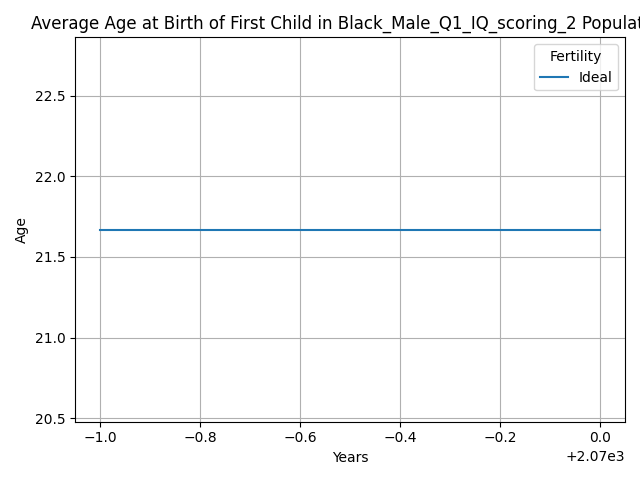 Average Age at Birth of First Child in Black_Male_Q1_IQ_scoring_2 Populat
Fertility
Ideal
22.5
22.0
21.5
21.0
20.5
Age
−1.0 −0.8 −0.6 −0.4 −0.2 0.0
Years
+2.07e3